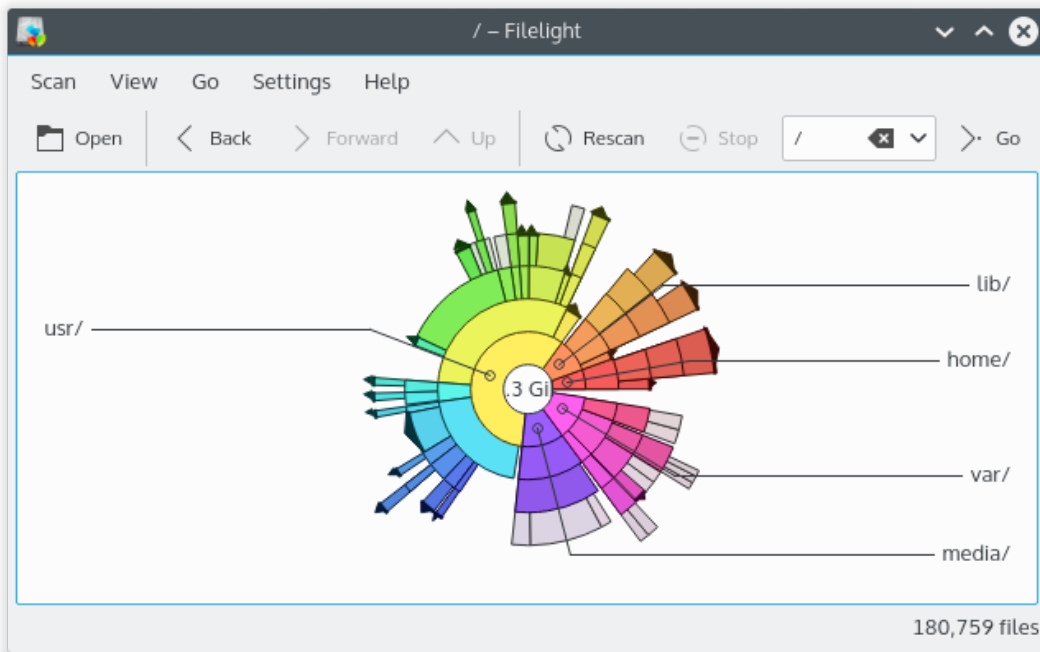 / – Filelight
Scan View Go Settings Help
Open Back Forward Up Rescan Stop / Go
lib/
usr/
home/
.3 Gi
var/
media/
180,759 files